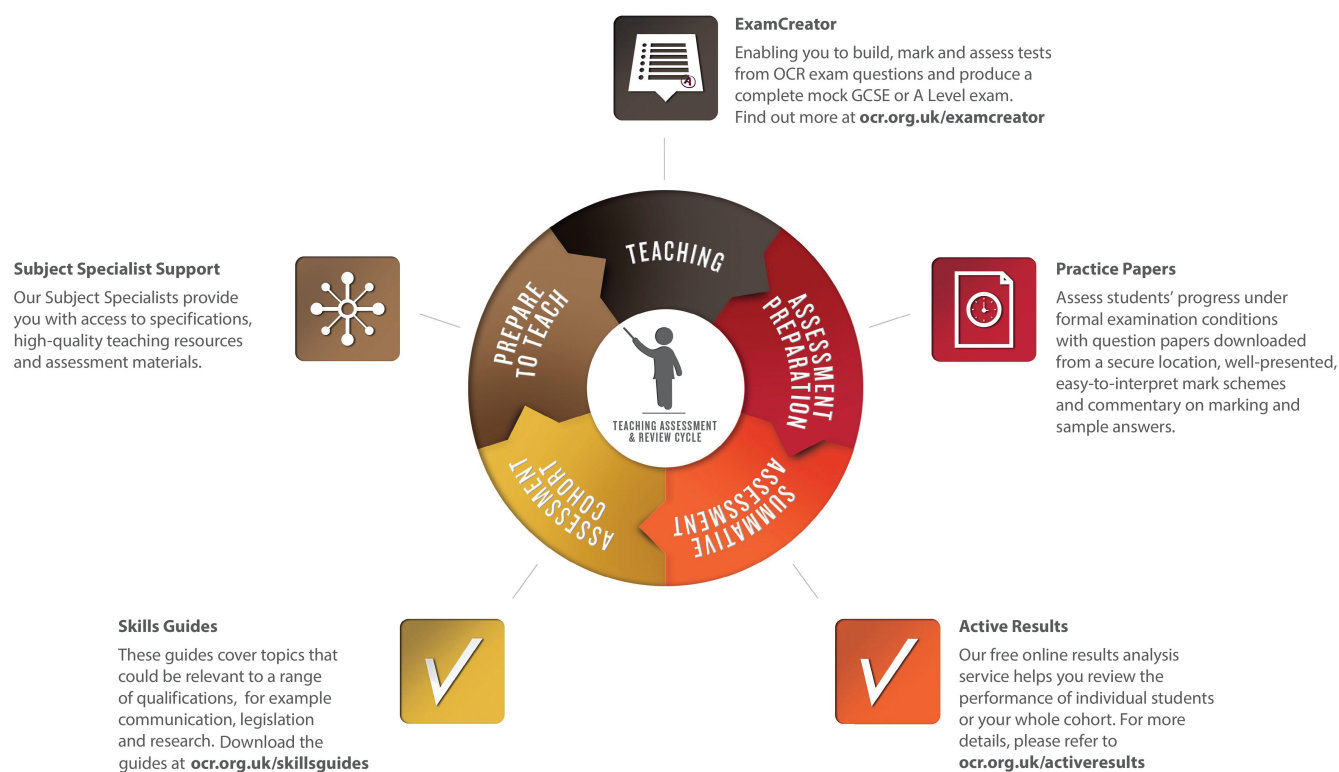 ExamCreator
Enabling you to build, mark and assess tests
from OCR exam questions and produce a
complete mock GCSE or A Level exam.
Find out more at ocr.org.uk/examcreator
Subject Specialist Support
Our Subject Specialists provide
you with access to specifications,
high-quality teaching resources
and assessment materials.
TEACHING
PREPARE
TO TEACH
ASSESSMENT
PREPARATION
SUMMATIVE
ASSESSMENT
ASSESSMENT
COHORT
TEACHING ASSESSMENT
& REVIEW CYCLE
Practice Papers
Assess students’ progress under
formal examination conditions
with question papers downloaded
from a secure location, well-presented,
easy-to-interpret mark schemes
and commentary on marking and
sample answers.
Skills Guides
These guides cover topics that
could be relevant to a range
of qualifications, for example
communication, legislation
and research. Download the
guides at ocr.org.uk/skillsguides
Active Results
Our free online results analysis
service helps you review the
performance of individual students
or your whole cohort. For more
details, please refer to
ocr.org.uk/activeresults